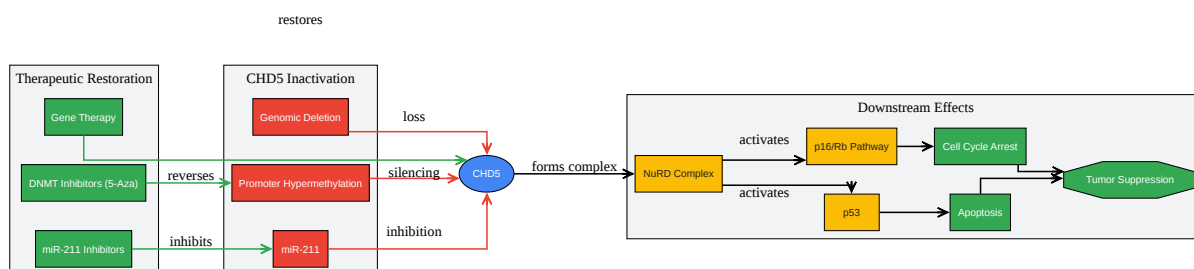 restores
Therapeutic Restoration
CHD5 Inactivation
Downstream Effects
Gene Therapy
Genomic Deletion
loss
activates
p16/Rb Pathway
Cell Cycle Arrest
DNMT Inhibitors (5-Aza)
reverses
Promoter Hypermethylation
silencing
CHD5
forms complex
NuRD Complex
activates
p53
Apoptosis
Tumor Suppression
miR-211 Inhibitors
inhibits
miR-211
inhibition